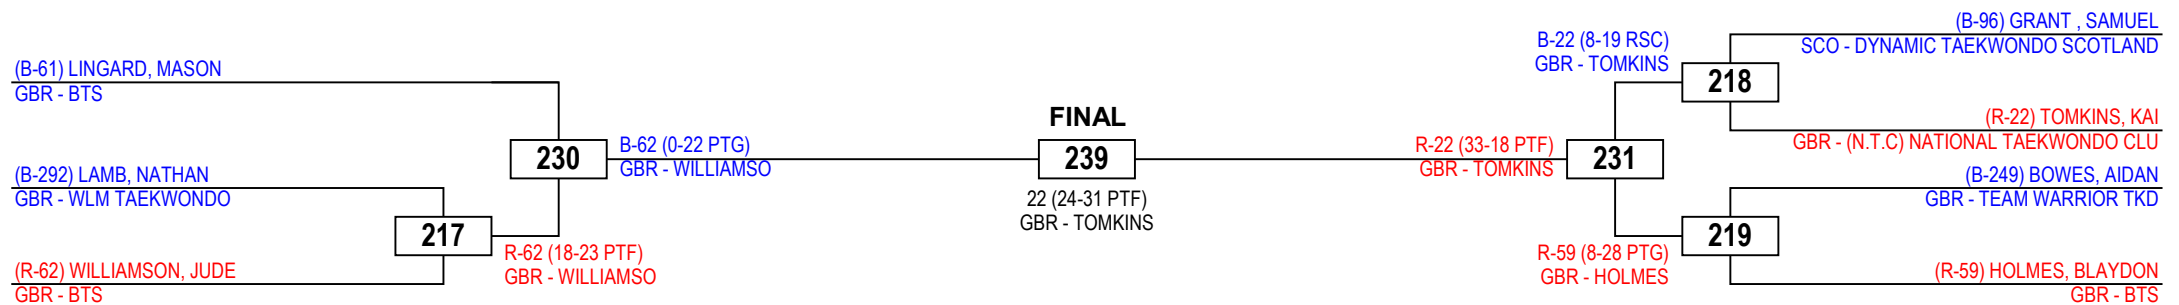 (B-61) LINGARD, MASON
GBR - BTS
(B-292) LAMB, NATHAN
GBR - WLM TAEKWONDO
(R-62) WILLIAMSON, JUDE
GBR - BTS
217
R-62 (18-23 PTF)
GBR - WILLIAMSO
230
B-62 (0-22 PTG)
GBR - WILLIAMSO
FINAL
239
22 (24-31 PTF)
GBR - TOMKINS
R-22 (33-18 PTF)
GBR - TOMKINS
231
B-22 (8-19 RSC)
GBR - TOMKINS
R-59 (8-28 PTG)
GBR - HOLMES
218
219
(B-96) GRANT , SAMUEL
SCO - DYNAMIC TAEKWONDO SCOTLAND
(R-22) TOMKINS, KAI
GBR - (N.T.C) NATIONAL TAEKWONDO CLU
(B-249) BOWES, AIDAN
GBR - TEAM WARRIOR TKD
(R-59) HOLMES, BLAYDON
GBR - BTS